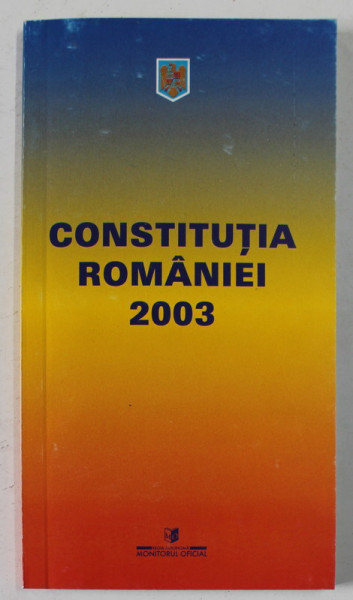 CONSTITUȚIA
ROMÂNIEI
2003
MONITORUL OFICIAL